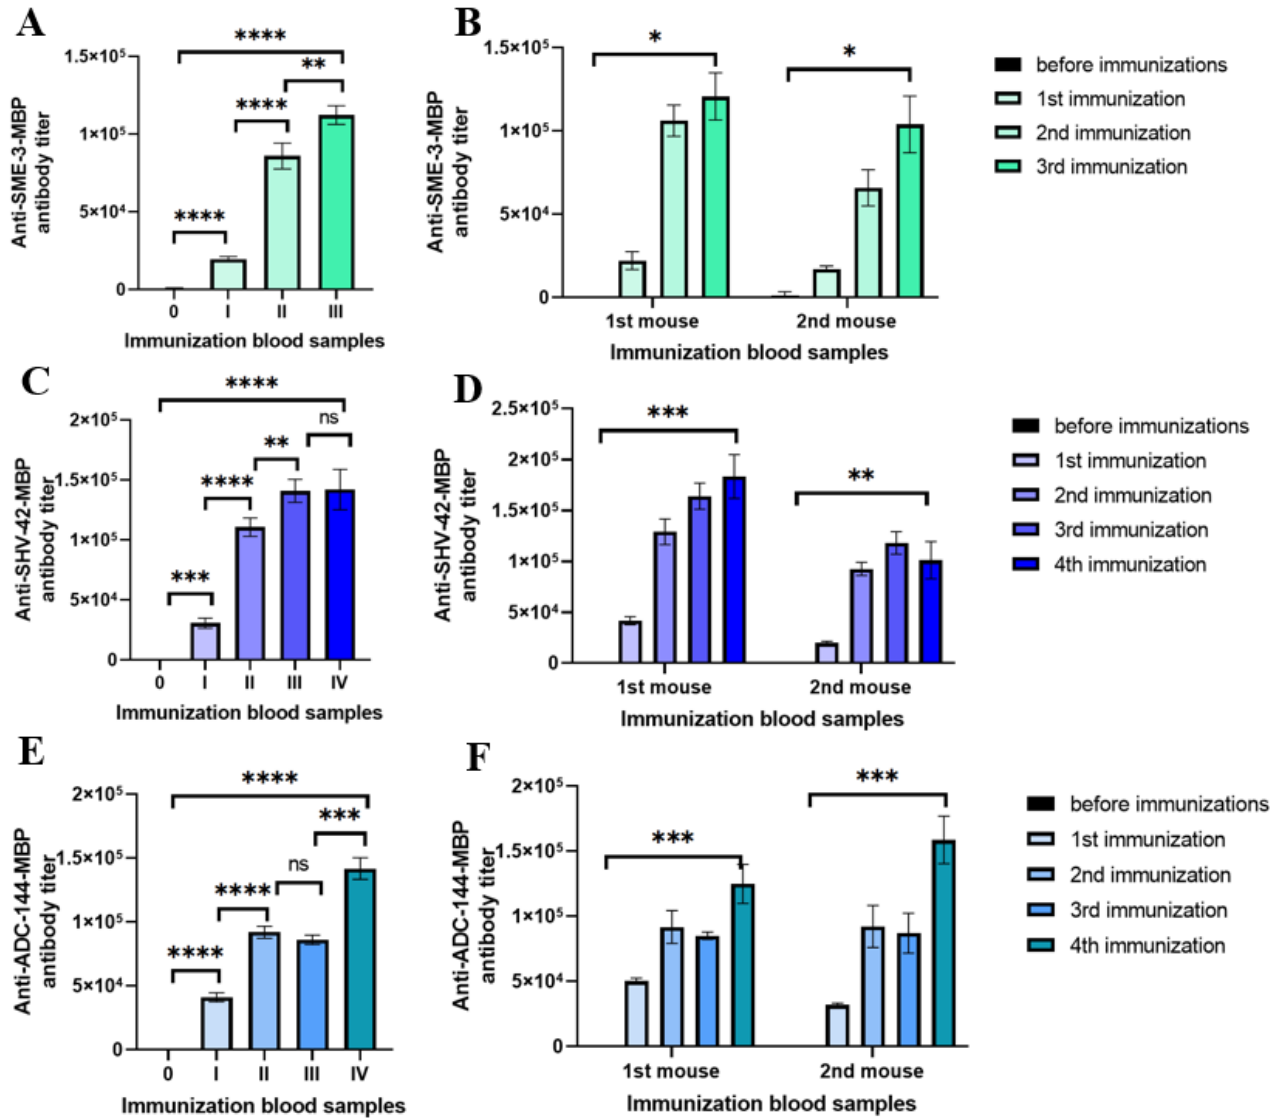 A
****
**
****
****
1.5×10⁵
1×10⁵
5×10⁴
0
Anti-SME-3-MBP
antibody titer
0 I II III
Immunization blood samples
B
*
*
1.5×10⁵
1×10⁵
5×10⁴
0
Anti-SME-3-MBP
antibody titer
1st mouse 2nd mouse
Immunization blood samples
before immunizations
1st immunization
2nd immunization
3rd immunization
C
****
ns
**
****
***
2×10⁵
1.5×10⁵
1×10⁵
5×10⁴
0
Anti-SHV-42-MBP
antibody titer
0 I II III IV
Immunization blood samples
D
***
**
2.5×10⁵
2×10⁵
1.5×10⁵
1×10⁵
5×10⁴
0
Anti-SHV-42-MBP
antibody titer
1st mouse 2nd mouse
Immunization blood samples
before immunizations
1st immunization
2nd immunization
3rd immunization
4th immunization
E
****
***
ns
****
****
2×10⁵
1.5×10⁵
1×10⁵
5×10⁴
0
Anti-ADC-144-MBP
antibody titer
0 I II III IV
Immunization blood samples
F
***
***
2×10⁵
1.5×10⁵
1×10⁵
5×10⁴
0
Anti-ADC-144-MBP
antibody titer
1st mouse 2nd mouse
Immunization blood samples
before immunizations
1st immunization
2nd immunization
3rd immunization
4th immunization